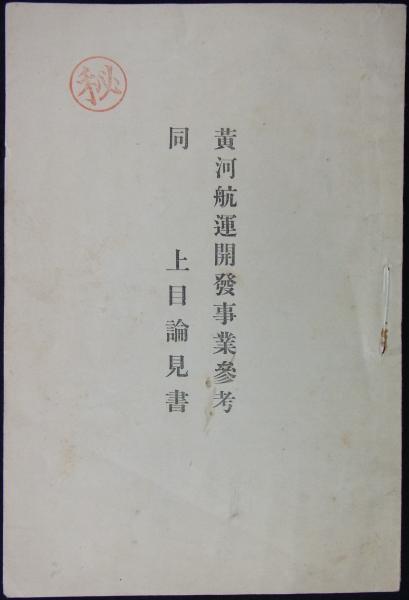 黃河航運開發事業參考
同　上目論見書
秘